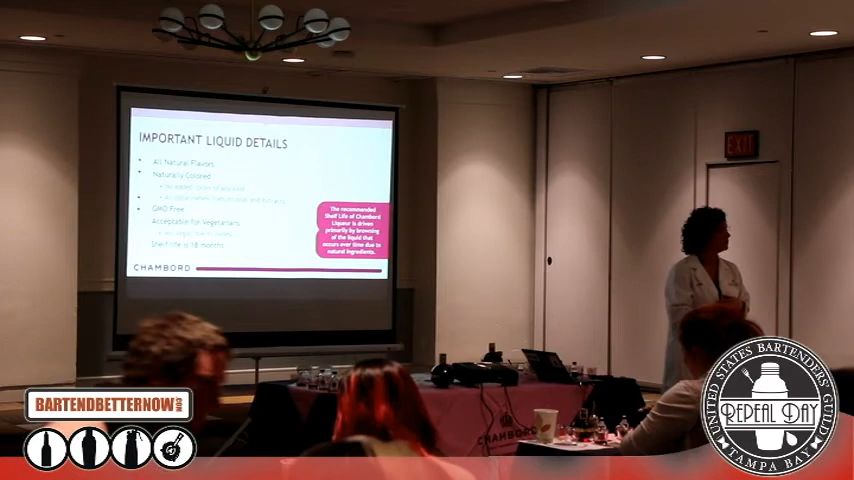 IMPORTANT LIQUID DETAILS
All Natural Flavors
Naturally Colored
GMO Free
Acceptable for Vegetarians
Shelf life is 18 months
The recommended
Shelf Life of Chambord
Liqueur is driven
primarily by browning
of the liquid that
occurs over time due to
natural ingredients.
CHAMBORD
EXIT
CHAMBORD
BARTENDBETTERNOW.COM
UNITED STATES BARTENDERS' GUILD
REPEAL DAY
TAMPA BAY